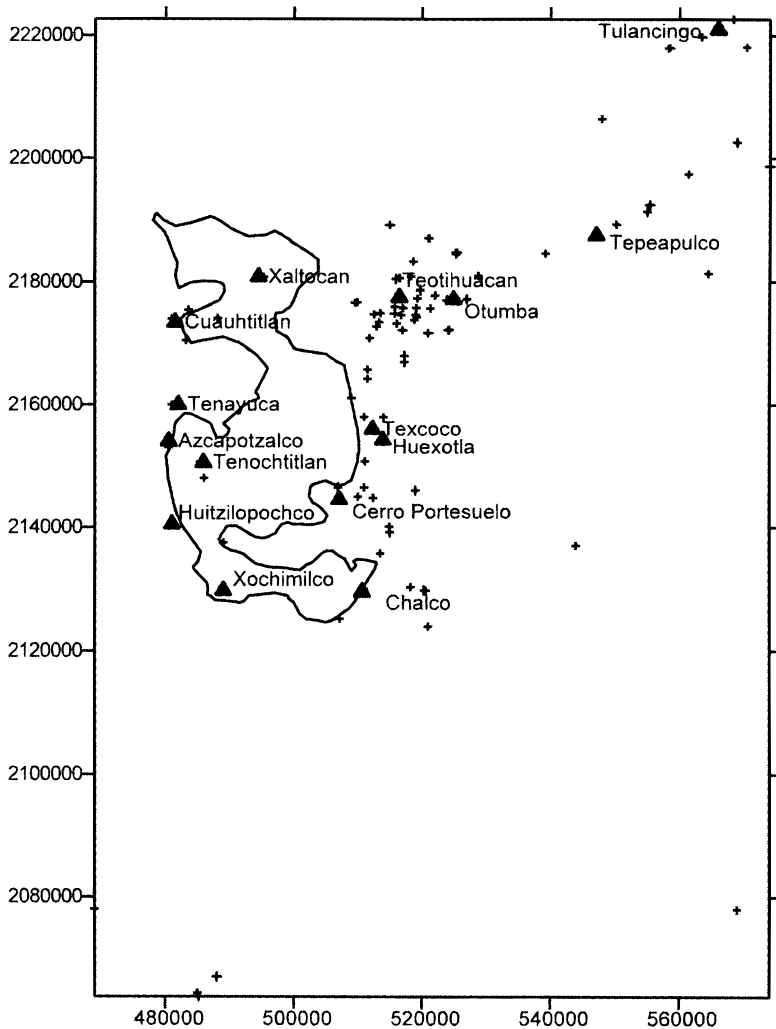 2220000
Tulancingo
2200000
Tepeapulco
2180000
Xaltocan
Teotihuacan
Otumba
Cuauhtitlan
2160000
Tenayuca
Texcoco
Azcapotzalco
Huexotla
Tenochtitlan
Huitzilopochco
Cerro Portesuelo
2140000
Xochimilco
Chalco
2120000
2100000
2080000
480000 500000 520000 540000 560000